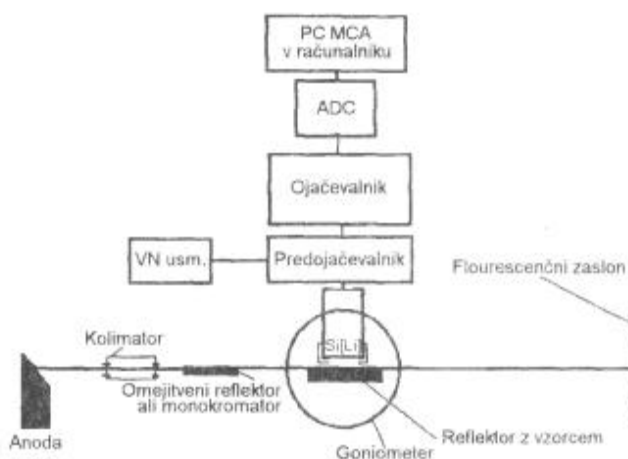 PC MCA
v računalniku
ADC
Ojačevalnik
VN usm.
Predojačevalnik
Flourescenčni zaslon
Si[Li]
Kolimator
Omejitveni reflektor
ali monokromator
Anoda
Reflektor z vzorcem
Goniometer